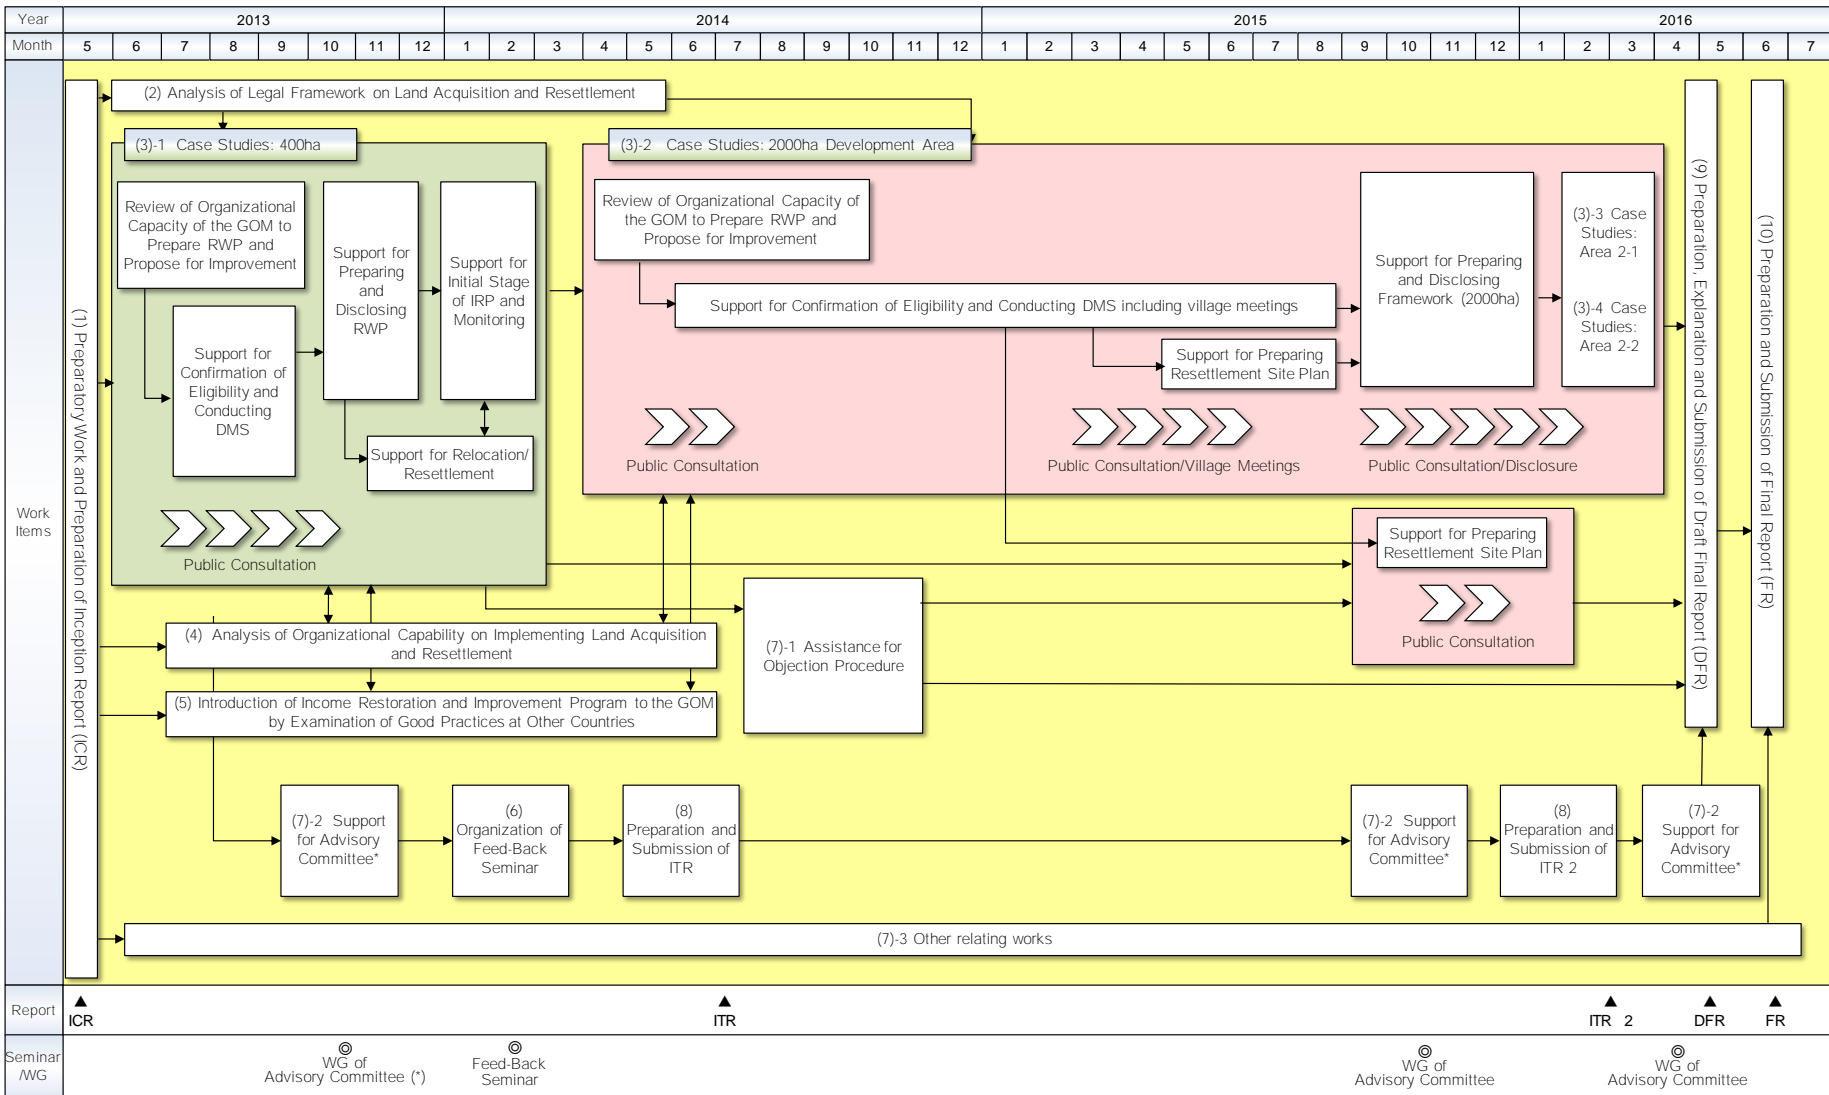 Year 2013 2014 2015 2016
Month 5 6 7 8 9 10 11 12 1 2 3 4 5 6 7 8 9 10 11 12 1 2 3 4 5 6 7 8 9 10 11 12 1 2 3 4 5 6 7
Work
Items
(1) Preparatory Work and Preparation of Inception Report (ICR)
(2) Analysis of Legal Framework on Land Acquisition and Resettlement
(3)-1 Case Studies: 400ha
Review of Organizational
Capacity of the GOM to
Prepare RWP and
Propose for Improvement
Support for
Confirmation of
Eligibility and
Conducting
DMS
Support for
Preparing
and
Disclosing
RWP
Support for
Initial Stage
of IRP and
Monitoring
Support for Relocation/
Resettlement
Public Consultation
(3)-2 Case Studies: 2000ha Development Area
Review of Organizational Capacity of
the GOM to Prepare RWP and
Propose for Improvement
Support for Confirmation of Eligibility and Conducting DMS including village meetings
Support for Preparing
Resettlement Site Plan
Support for Preparing
and Disclosing
Framework (2000ha)
(3)-3 Case
Studies:
Area 2-1
(3)-4 Case
Studies:
Area 2-2
Public Consultation
Public Consultation/Village Meetings
Public Consultation/Disclosure
Support for Preparing
Resettlement Site Plan
Public Consultation
(4) Analysis of Organizational Capability on Implementing Land Acquisition
and Resettlement
(5) Introduction of Income Restoration and Improvement Program to the GOM
by Examination of Good Practices at Other Countries
(7)-1 Assistance for
Objection Procedure
(7)-2 Support
for Advisory
Committee*
(6)
Organization of
Feed-Back
Seminar
(8)
Preparation and
Submission of
ITR
(7)-2 Support
for Advisory
Committee*
(8)
Preparation and
Submission of
ITR 2
(7)-2
Support for
Advisory
Committee*
(7)-3 Other relating works
(9) Preparation, Explanation and Submission of Draft Final Report (DFR)
(10) Preparation and Submission of Final Report (FR)
Report
▲ ▲ ▲ ▲ ▲
ICR ITR ITR 2 DFR FR
Seminar
/WG
◎ ◎ ◎ ◎
WG of
Advisory Committee (*)
Feed-Back
Seminar
WG of
Advisory Committee
WG of
Advisory Committee